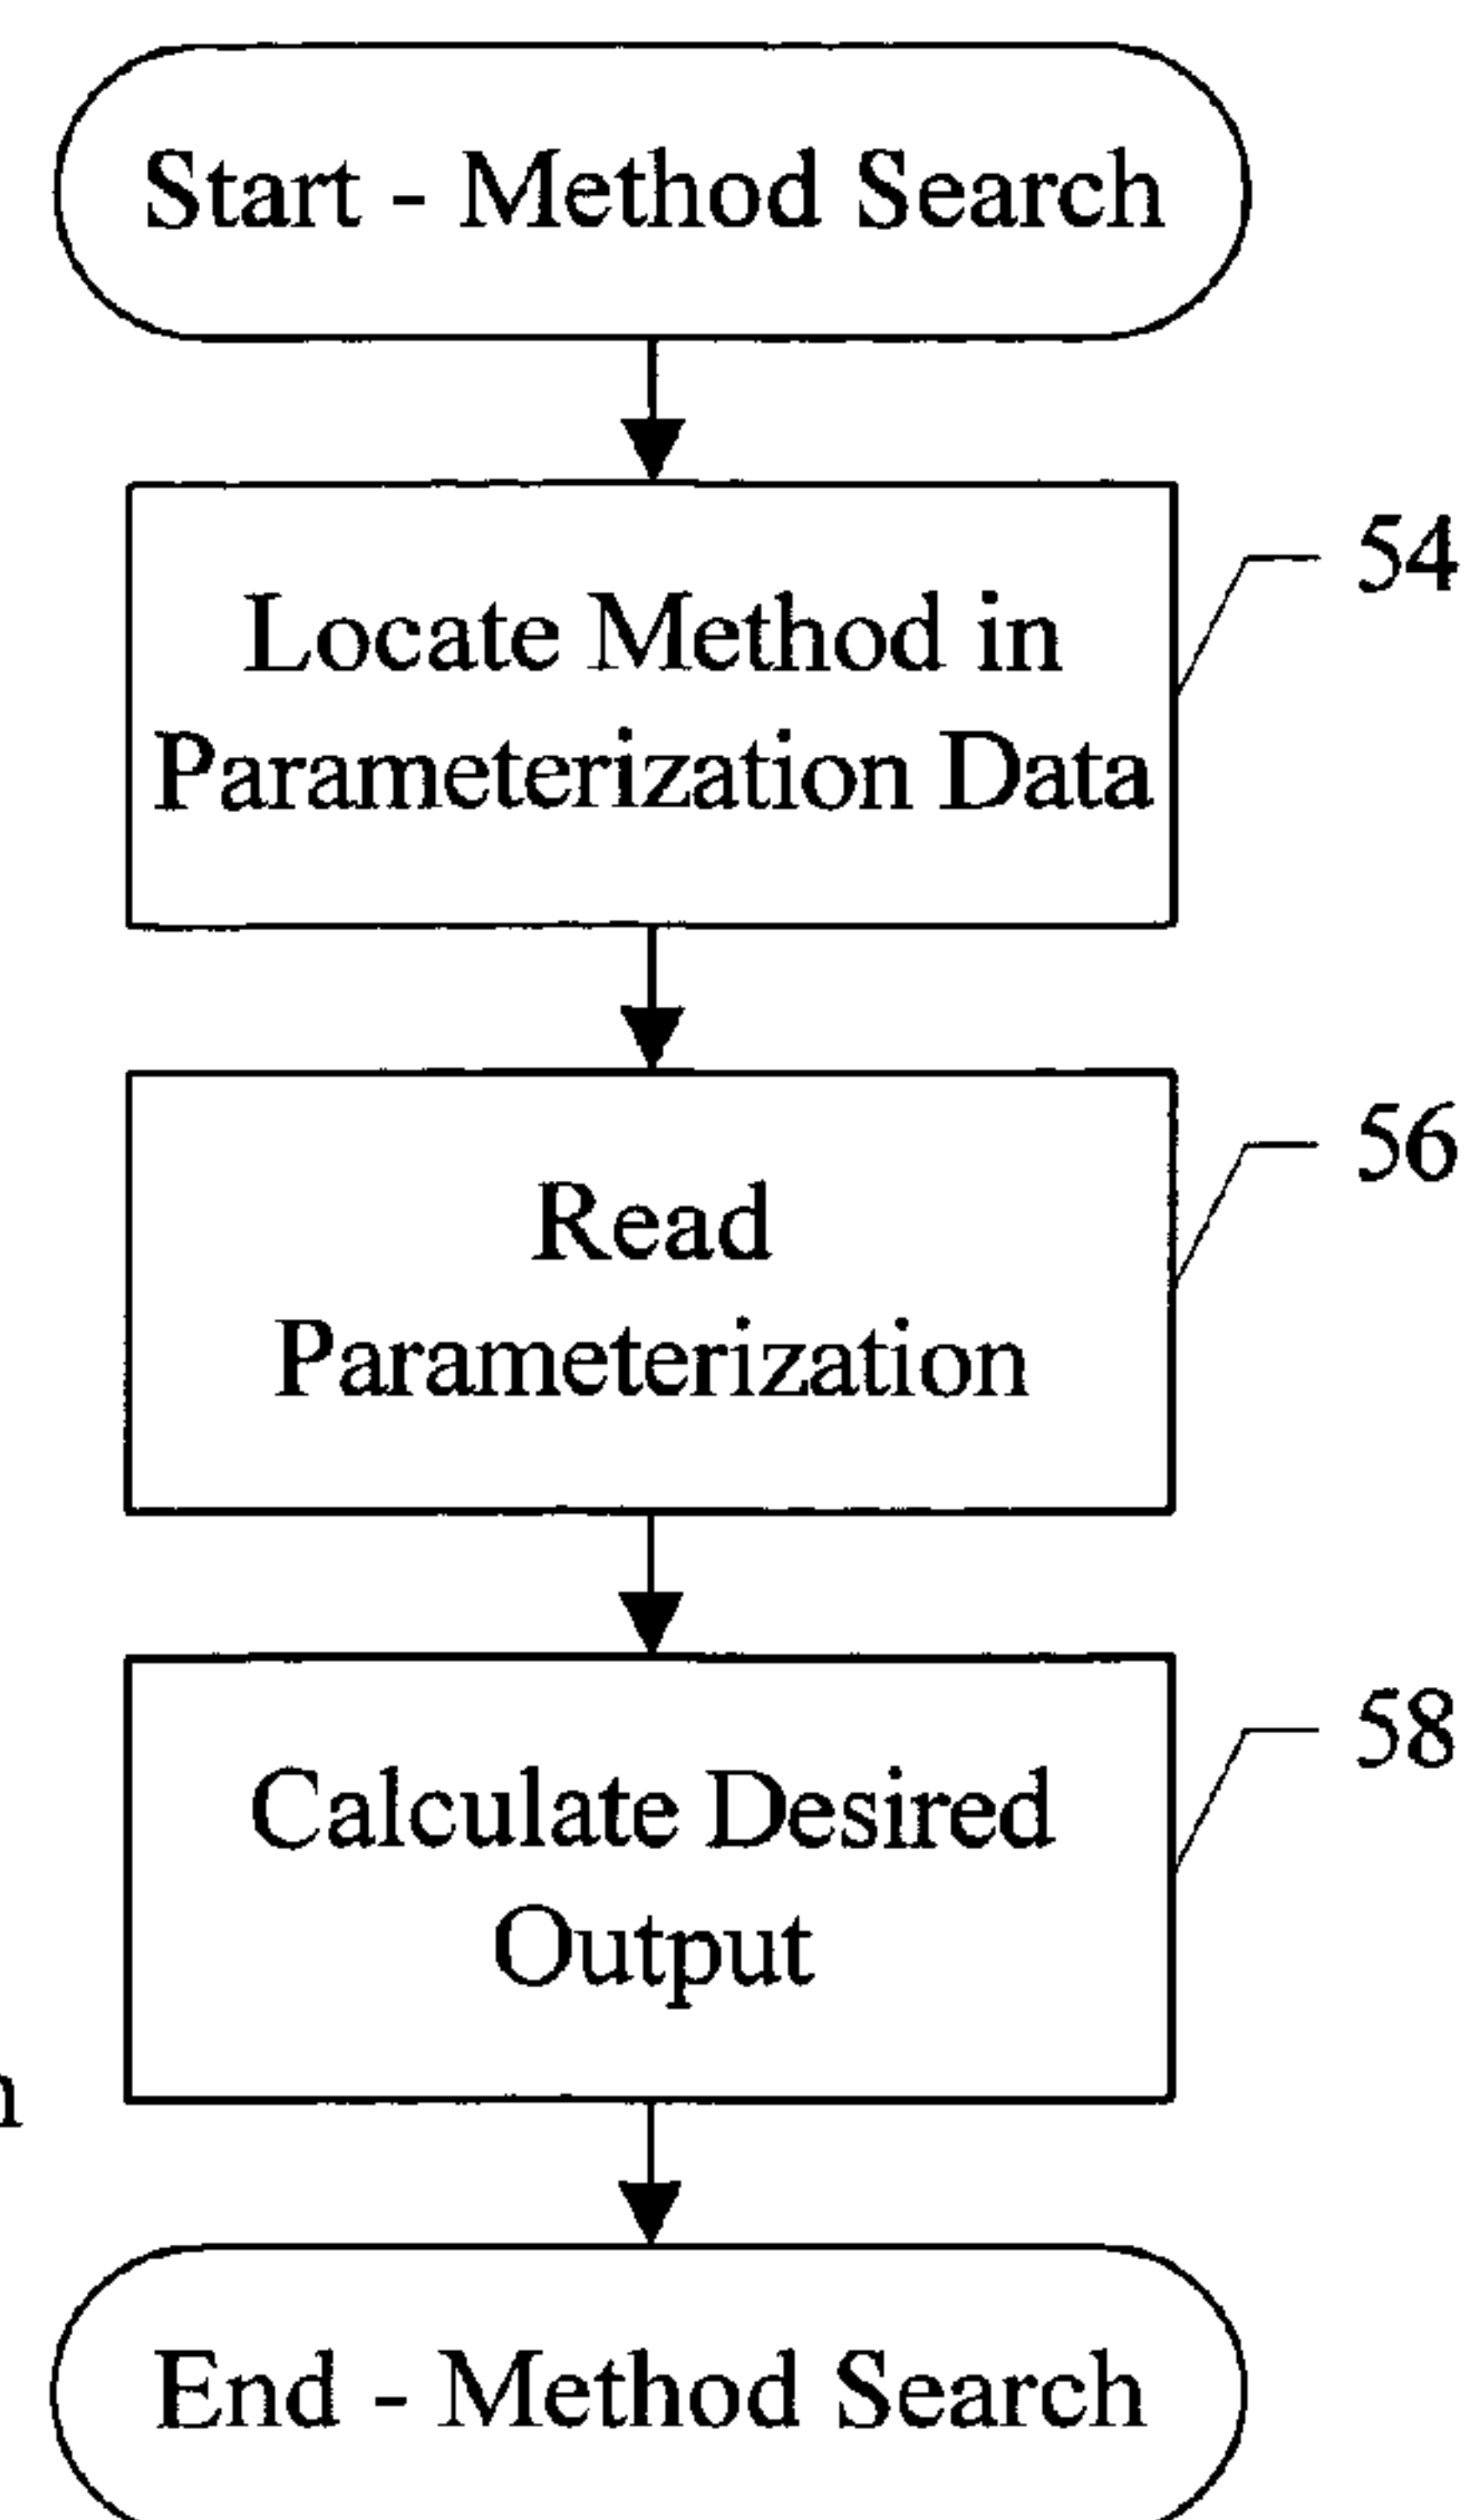 Start - Method Search
Locate Method in
Parameterization Data
54
Read
Parameterization
56
Calculate Desired
Output
58
End - Method Search